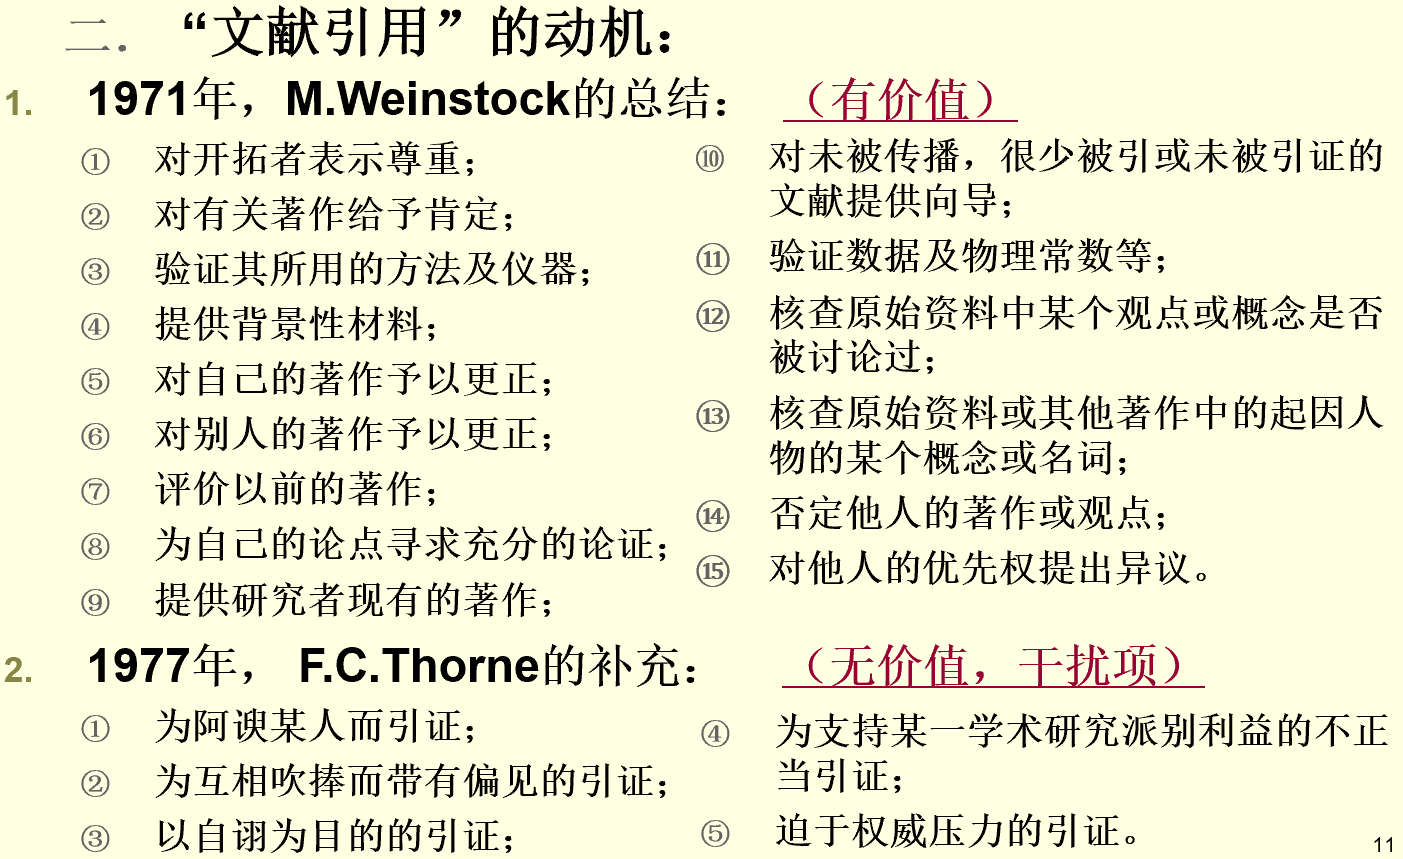 二. “文献引用”的动机：
1. 1971年，M.Weinstock的总结： （有价值）
① 对开拓者表示尊重；
② 对有关著作给予肯定；
③ 验证其所用的方法及仪器；
④ 提供背景性材料；
⑤ 对自己的著作予以更正；
⑥ 对别人的著作予以更正；
⑦ 评价以前的著作；
⑧ 为自己的论点寻求充分的论证；
⑨ 提供研究者现有的著作；
⑩ 对未被传播，很少被引或未被引证的
文献提供向导；
⑪ 验证数据及物理常数等；
⑫ 核查原始资料中某个观点或概念是否
被讨论过；
⑬ 核查原始资料或其他著作中的起因人
物的某个概念或名词；
⑭ 否定他人的著作或观点；
⑮ 对他人的优先权提出异议。
2. 1977年， F.C.Thorne的补充： （无价值，干扰项）
① 为阿谀某人而引证；
② 为互相吹捧而带有偏见的引证；
③ 以自诩为目的的引证；
④ 为支持某一学术研究派别利益的不正
当引证；
⑤ 迫于权威压力的引证。
11